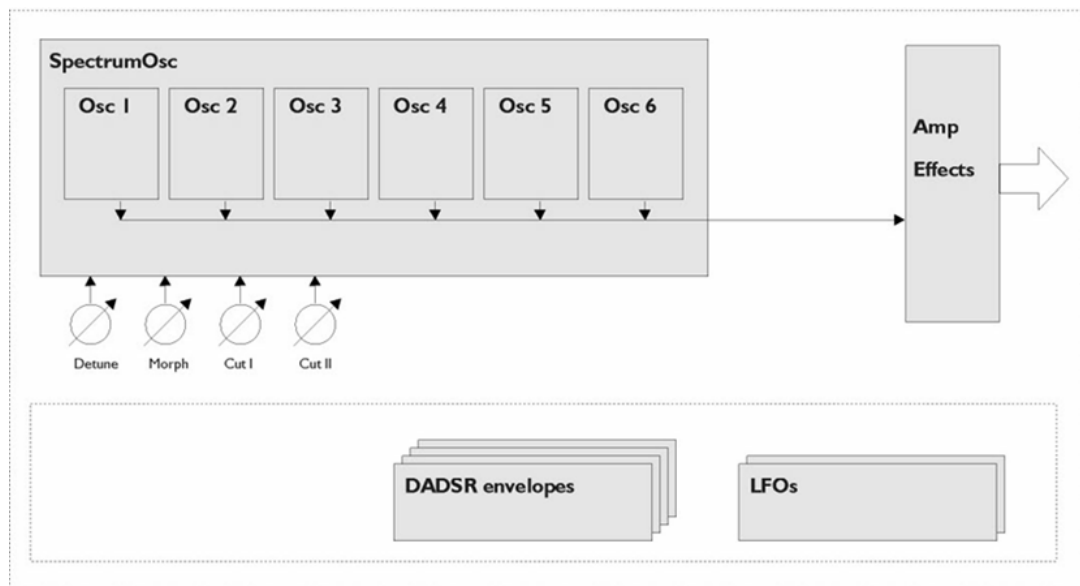 SpectrumOsc
Osc 1
Osc 2
Osc 3
Osc 4
Osc 5
Osc 6
Amp
Effects
Detune
Morph
Cut I
Cut II
DADSR envelopes
LFOs